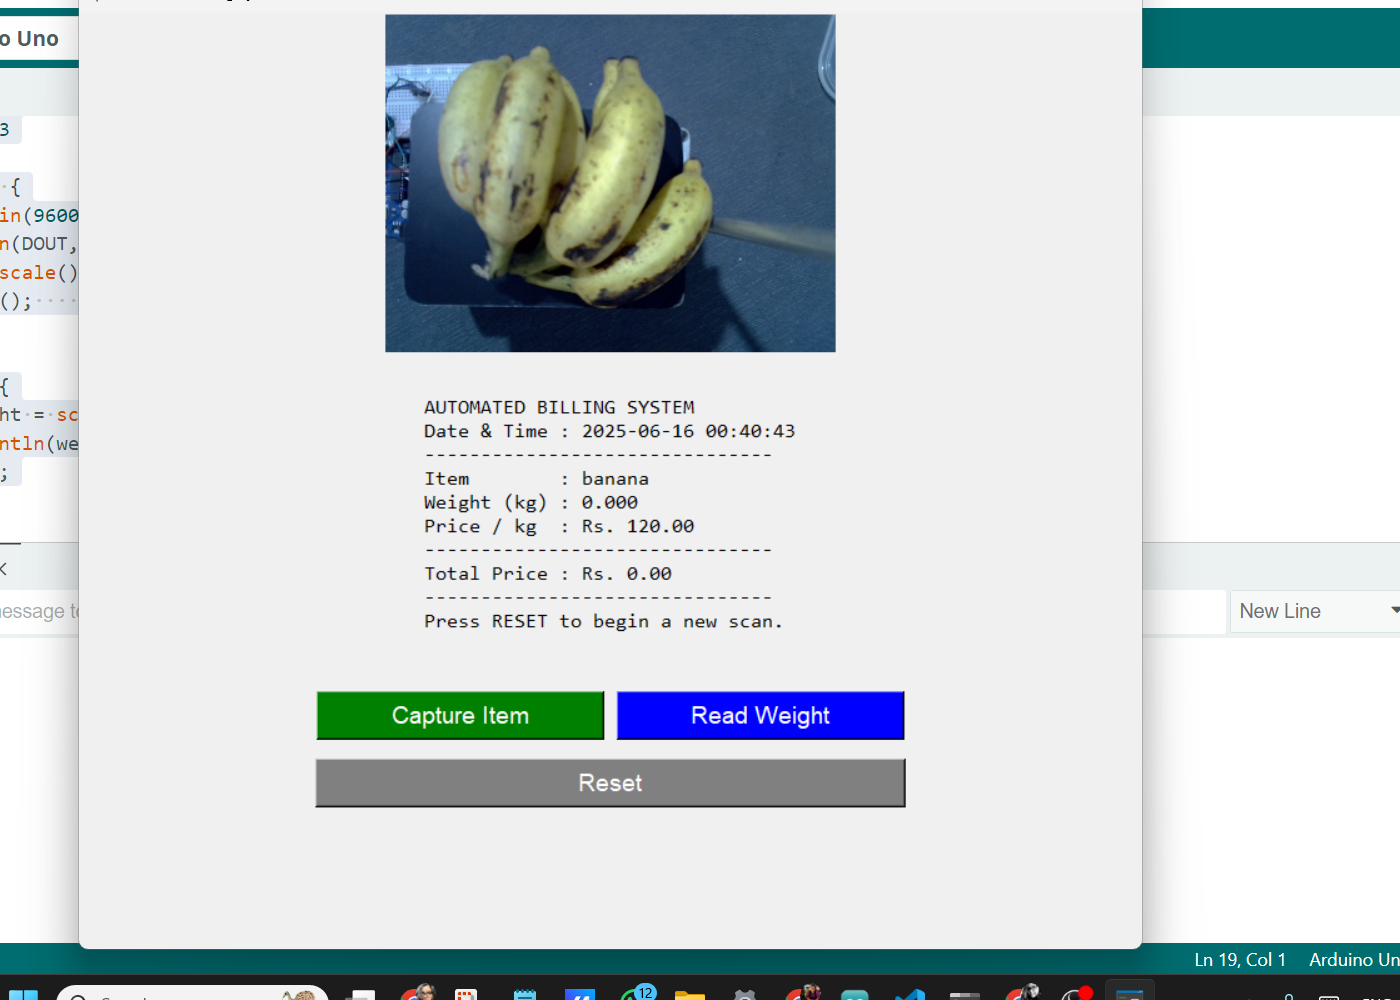 o Uno
3
{
in(9600
n(DOUT,
scale()
();
{
ht = sc
ntln(we
;
AUTOMATED BILLING SYSTEM
Date & Time : 2025-06-16 00:40:43
-------------------------------
Item        : banana
Weight (kg) : 0.000
Price / kg  : Rs. 120.00
-------------------------------
Total Price : Rs. 0.00
-------------------------------
Press RESET to begin a new scan.
Capture Item
Read Weight
Reset
essage to
New Line
Ln 19, Col 1
Arduino Un
12